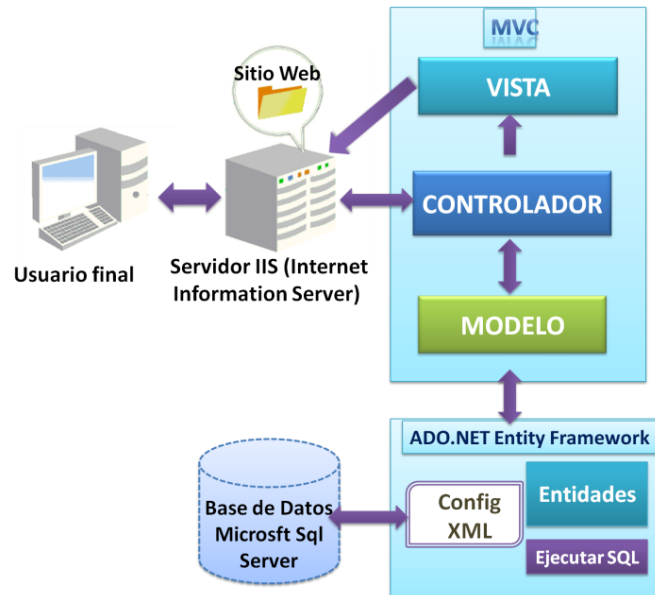 MVC
Sitio Web
VISTA
CONTROLADOR
Usuario final
Servidor IIS (Internet
Information Server)
MODELO
ADO.NET Entity Framework
Base de Datos
Microsft Sql
Server
Config
XML
Entidades
Ejecutar SQL